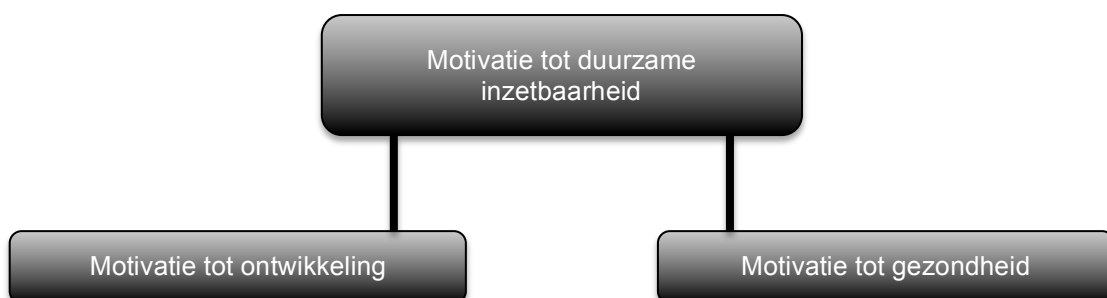 Motivatie tot duurzame
inzetbaarheid
Motivatie tot ontwikkeling
Motivatie tot gezondheid